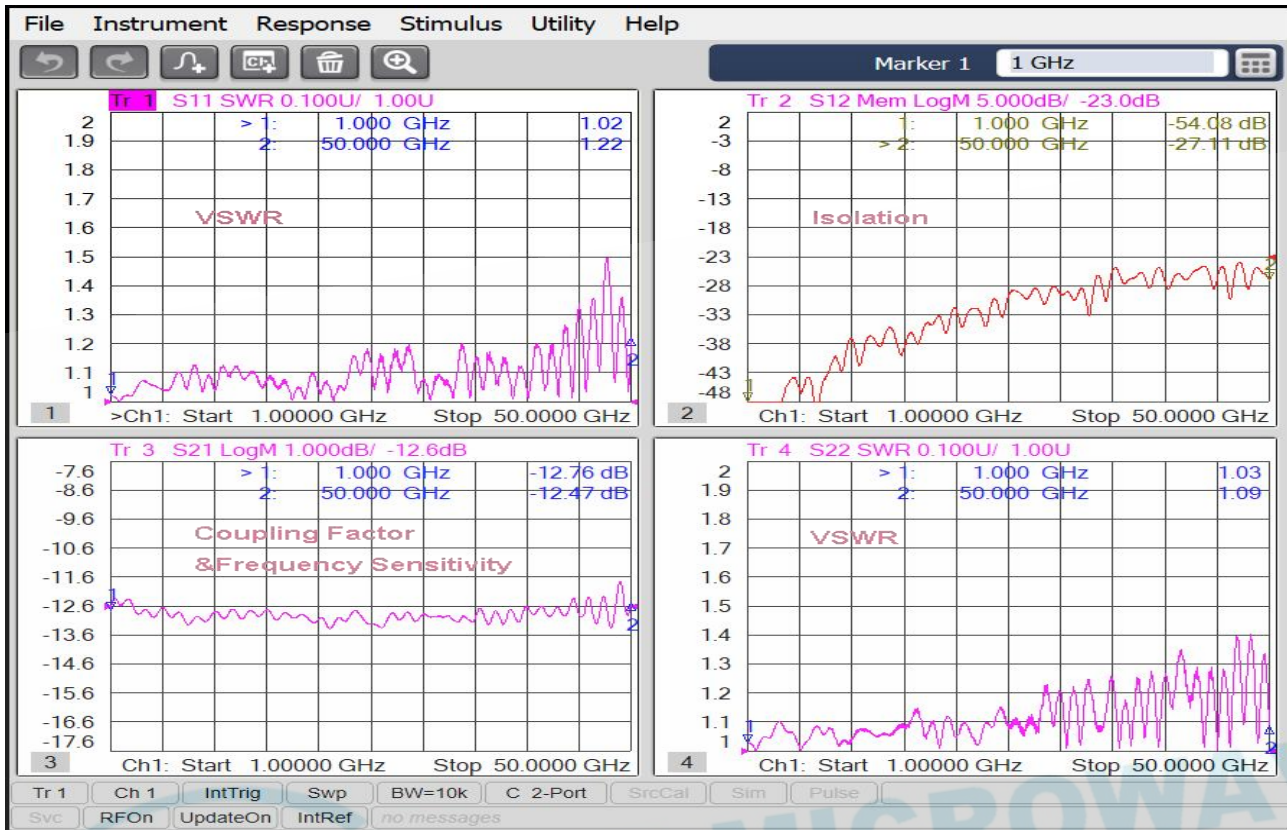 File Instrument Response Stimulus Utility Help
Marker 1 1 GHz
Tr 1 S11 SWR 0.100U/ 1.00U
> 1: 1.000 GHz 1.02
2: 50.000 GHz 1.22
2
1.9
1.8
1.7
1.6
1.5
1.4
1.3
1.2
1.1
1
VSWR
1
2
1 >Ch1: Start 1.00000 GHz Stop 50.0000 GHz
Tr 2 S12 Mem LogM 5.000dB/ -23.0dB
1: 1.000 GHz -54.08 dB
> 2: 50.000 GHz -27.11 dB
2
-3
-8
-13
-18
-23
-28
-33
-38
-43
-48
Isolation
1
2
2 Ch1: Start 1.00000 GHz Stop 50.0000 GHz
Tr 3 S21 LogM 1.000dB/ -12.6dB
> 1: 1.000 GHz -12.76 dB
2: 50.000 GHz -12.47 dB
-7.6
-8.6
-9.6
-10.6
-11.6
-12.6
-13.6
-14.6
-15.6
-16.6
-17.6
Coupling Factor
&Frequency Sensitivity
1
2
3 Ch1: Start 1.00000 GHz Stop 50.0000 GHz
Tr 4 S22 SWR 0.100U/ 1.00U
> 1: 1.000 GHz 1.03
2: 50.000 GHz 1.09
2
1.9
1.8
1.7
1.6
1.5
1.4
1.3
1.2
1.1
1
VSWR
1
2
4 Ch1: Start 1.00000 GHz Stop 50.0000 GHz
Tr 1 Ch 1 IntTrig Swp BW=10k C 2-Port SrcCal Sim Pulse
Svc RFOn UpdateOn IntRef no messages